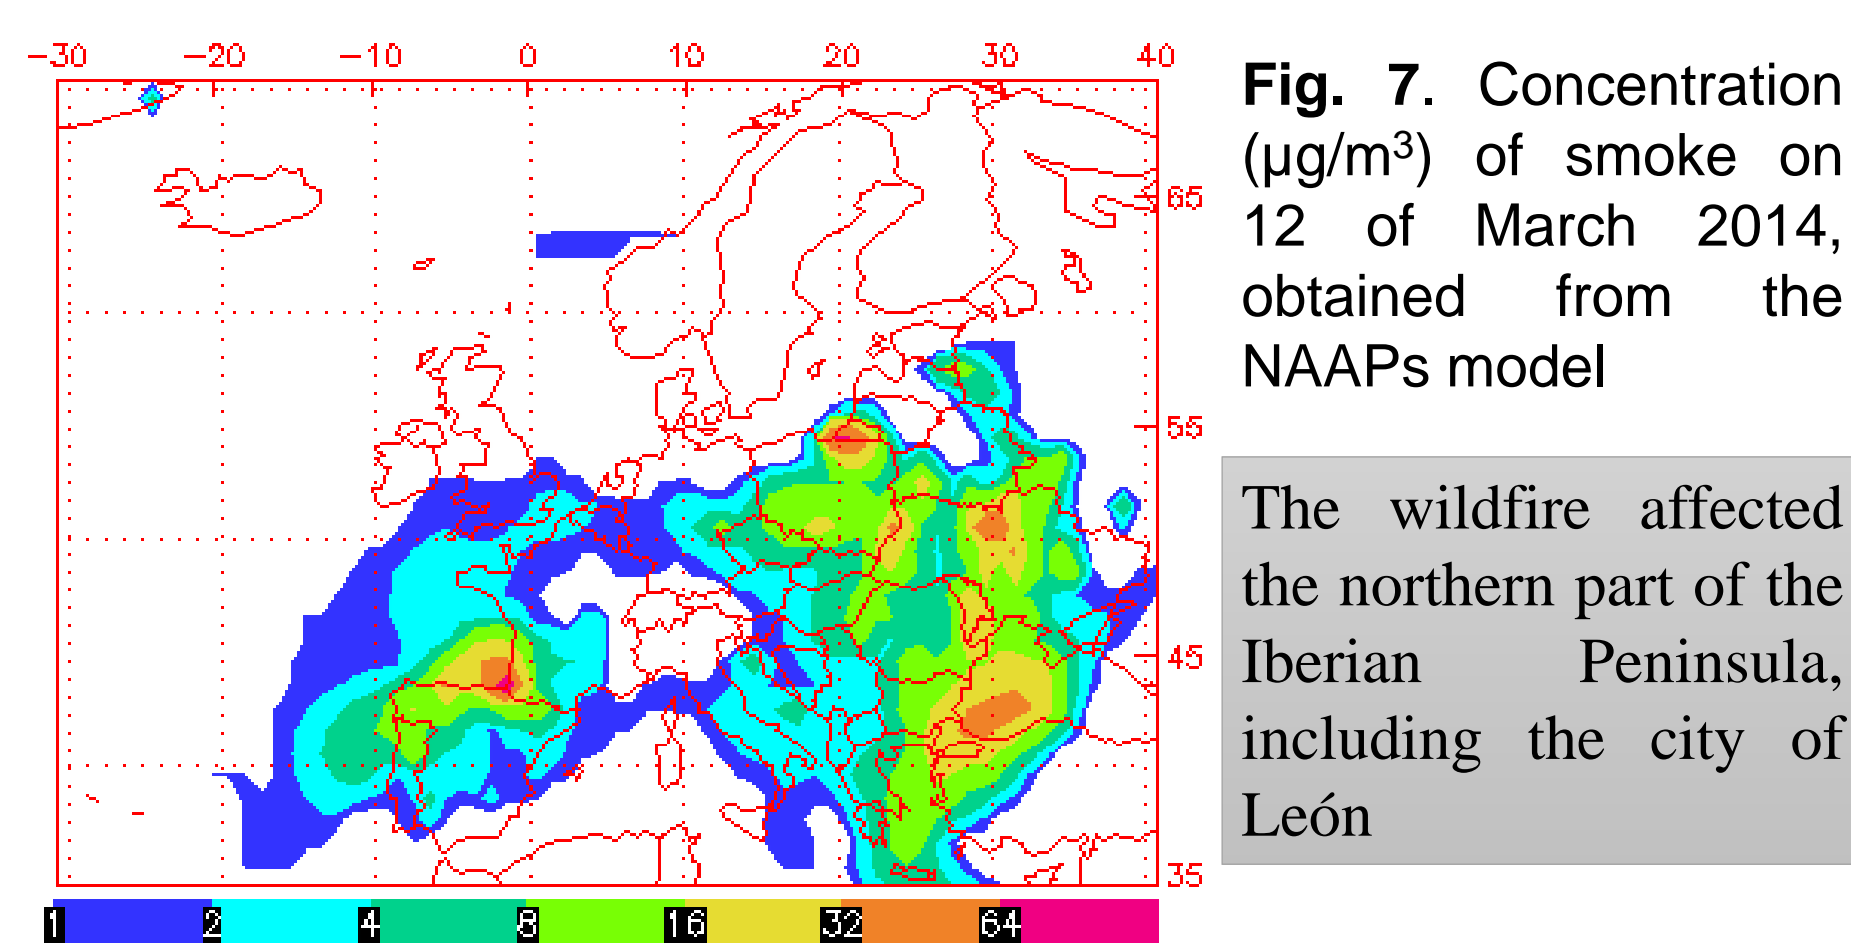 -30 -20 -10 0 10 20 30 40
Fig. 7. Concentration
(µg/m³) of smoke on
12 of March 2014,
obtained from the
NAAPs model
65
55
45
35
The wildfire affected
the northern part of the
Iberian Peninsula,
including the city of
León
1 2 4 8 16 32 64